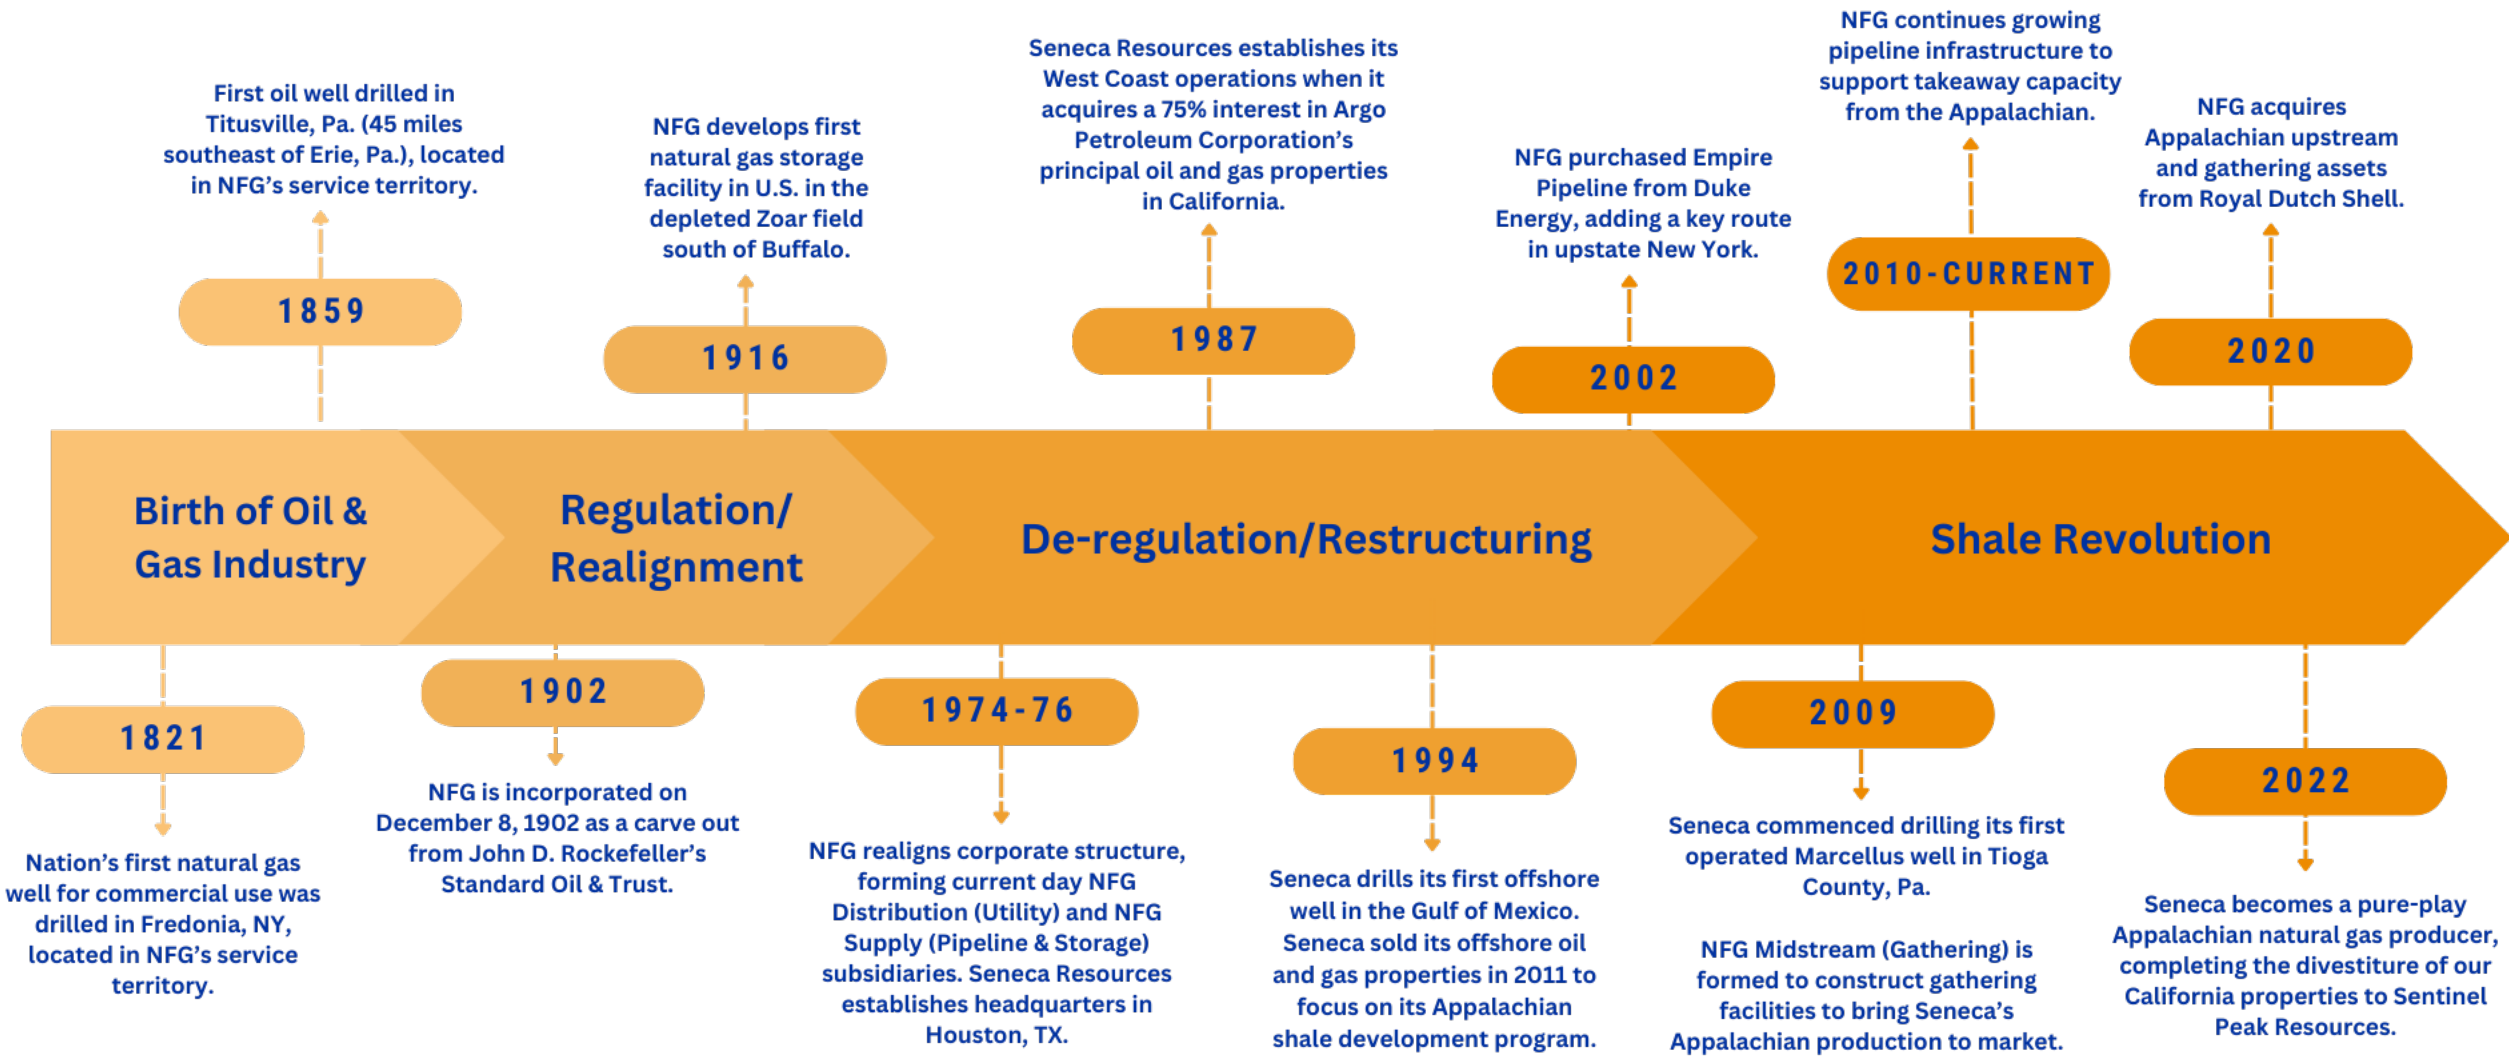 First oil well drilled in
Titusville, Pa. (45 miles
southeast of Erie, Pa.), located
in NFG's service territory.
1859
NFG develops first
natural gas storage
facility in U.S. in the
depleted Zoar field
south of Buffalo.
1916
Seneca Resources establishes its
West Coast operations when it
acquires a 75% interest in Argo
Petroleum Corporation's
principal oil and gas properties
in California.
1987
NFG purchased Empire
Pipeline from Duke
Energy, adding a key route
in upstate New York.
2002
NFG continues growing
pipeline infrastructure to
support takeaway capacity
from the Appalachian.
2010-CURRENT
NFG acquires
Appalachian upstream
and gathering assets
from Royal Dutch Shell.
2020
Birth of Oil &
Gas Industry
Regulation/
Realignment
De-regulation/Restructuring
Shale Revolution
1821
Nation's first natural gas
well for commercial use was
drilled in Fredonia, NY,
located in NFG's service
territory.
1902
NFG is incorporated on
December 8, 1902 as a carve out
from John D. Rockefeller's
Standard Oil & Trust.
1974-76
NFG realigns corporate structure,
forming current day NFG
Distribution (Utility) and NFG
Supply (Pipeline & Storage)
subsidiaries. Seneca Resources
establishes headquarters in
Houston, TX.
1994
Seneca drills its first offshore
well in the Gulf of Mexico.
Seneca sold its offshore oil
and gas properties in 2011 to
focus on its Appalachian
shale development program.
2009
Seneca commenced drilling its first
operated Marcellus well in Tioga
County, Pa.
NFG Midstream (Gathering) is
formed to construct gathering
facilities to bring Seneca's
Appalachian production to market.
2022
Seneca becomes a pure-play
Appalachian natural gas producer,
completing the divestiture of our
California properties to Sentinel
Peak Resources.